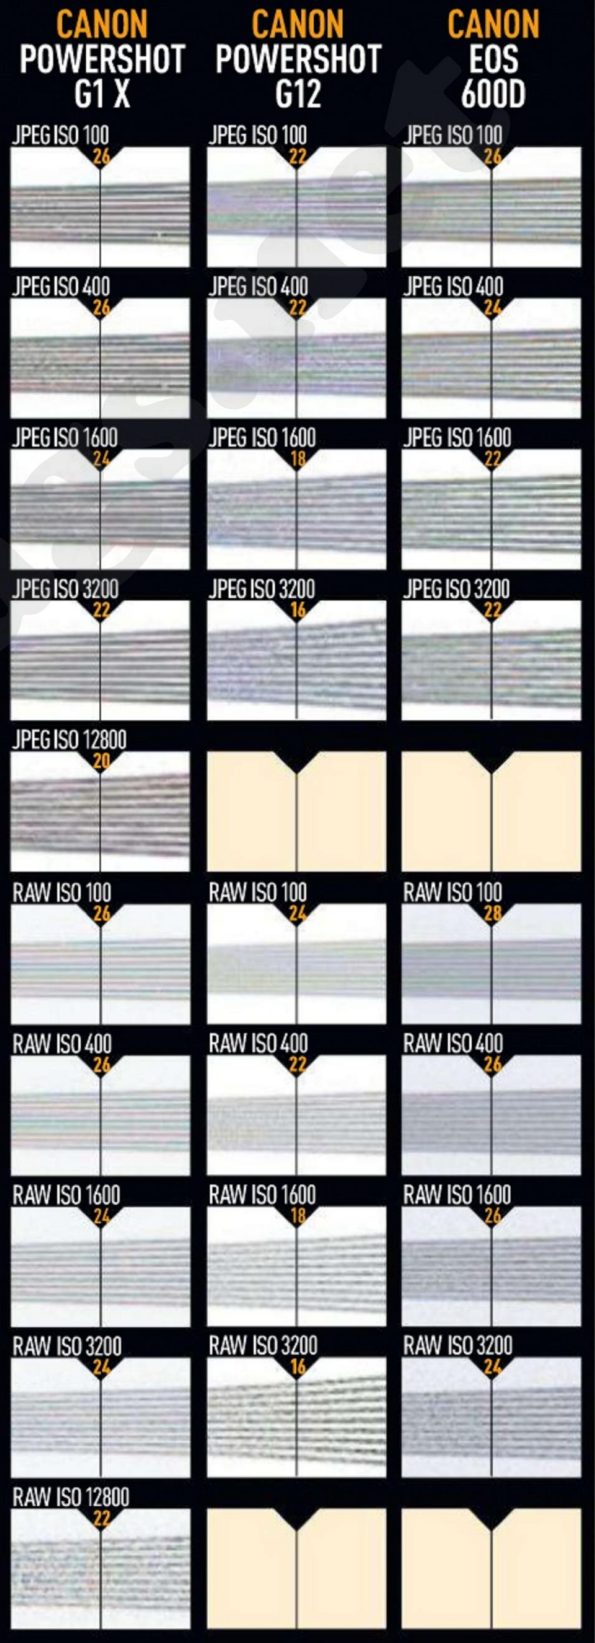 CANON
POWERSHOT
G1 X
CANON
POWERSHOT
G12
CANON
EOS
600D
JPEG ISO 100
26
JPEG ISO 100
22
JPEG ISO 100
26
JPEG ISO 400
26
JPEG ISO 400
22
JPEG ISO 400
24
JPEG ISO 1600
24
JPEG ISO 1600
18
JPEG ISO 1600
22
JPEG ISO 3200
22
JPEG ISO 3200
16
JPEG ISO 3200
22
JPEG ISO 12800
20
RAW ISO 100
26
RAW ISO 100
24
RAW ISO 100
28
RAW ISO 400
26
RAW ISO 400
22
RAW ISO 400
26
RAW ISO 1600
24
RAW ISO 1600
18
RAW ISO 1600
26
RAW ISO 3200
24
RAW ISO 3200
16
RAW ISO 3200
24
RAW ISO 12800
22